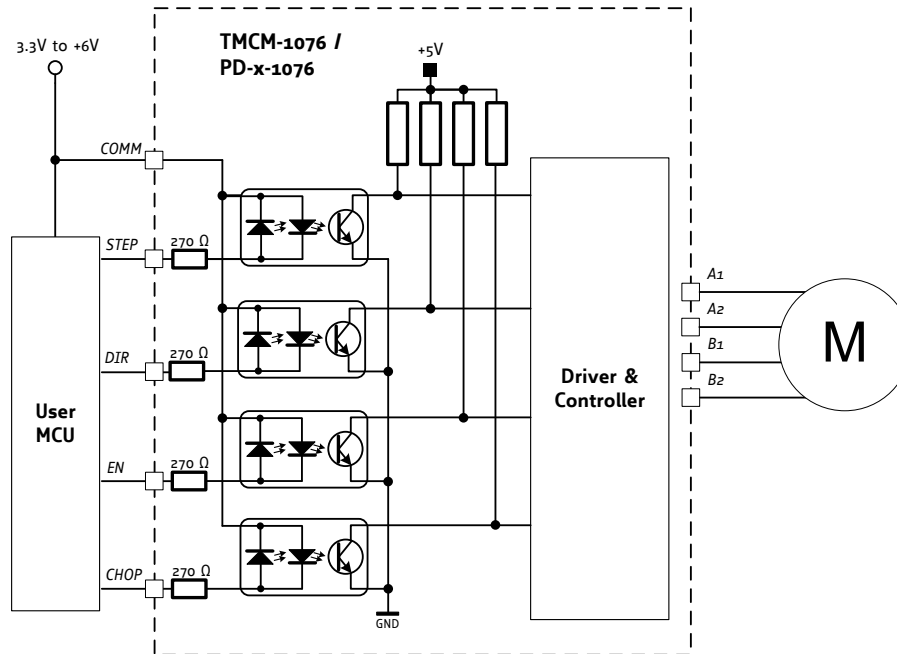 3.3V to +6V
TMCM-1076 /
PD-x-1076
+5V
COMM
STEP
270 Ω
DIR
270 Ω
EN
270 Ω
CHOP
270 Ω
User
MCU
Driver &
Controller
GND
A1
A2
B1
B2
M